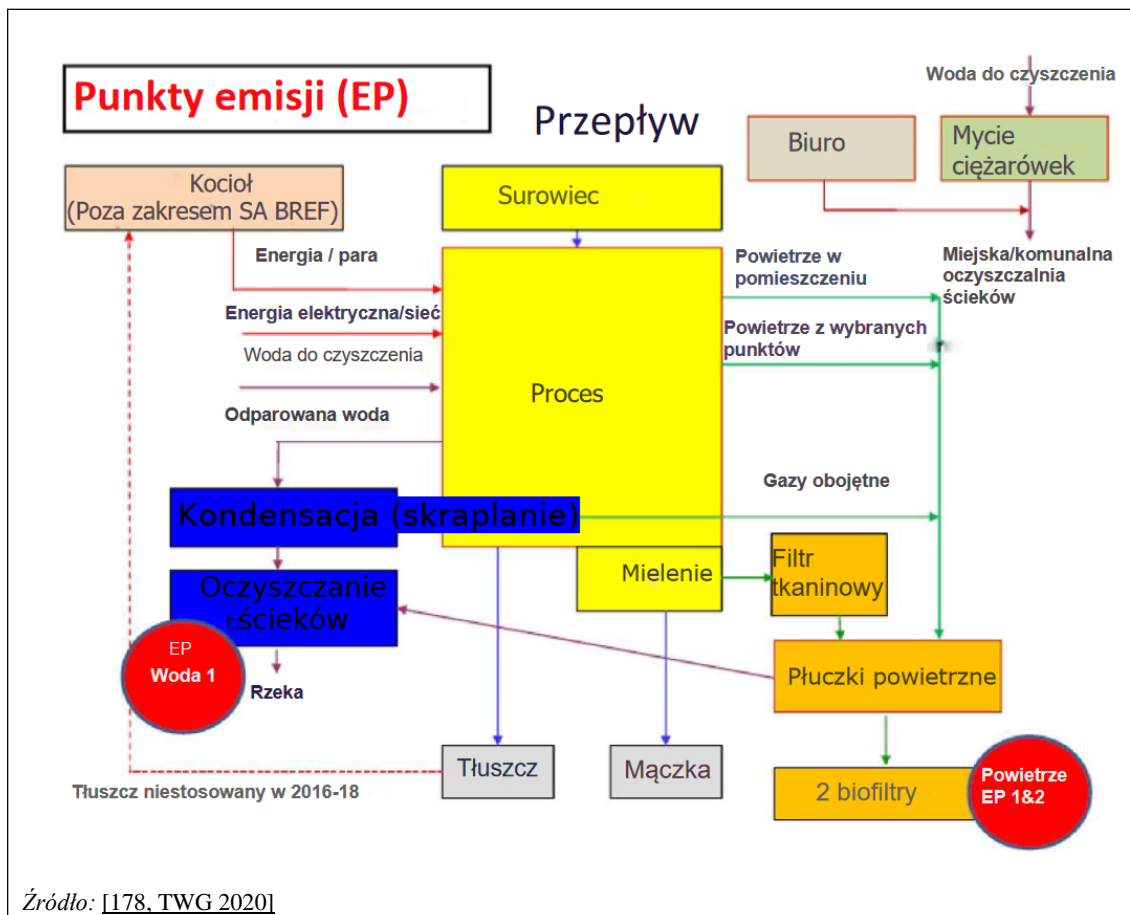 Punkty emisji (EP)
Przepływ
Woda do czyszczenia
Biuro
Mycie
ciężarówek
Kocioł
(Poza zakresem SA BREF)
Surowiec
Energia / para
Powietrze w
pomieszczeniu
Miejska/komunalna
oczyszczalnia
ścieków
Energia elektryczna/sieć
Powietrze z wybranych
punktów
Woda do czyszczenia
Proces
Odparowana woda
Gazy obojętne
Kondensacja (skraplanie)
Mielenie
Filtr
tkaninowy
Oczyszczanie
ścieków
EP
Woda 1
Rzeka
Płuczki powietrzne
Tłuszcz
Mączka
2 biofiltry
Powietrze
EP 1&2
Tłuszcz niestosowany w 2016-18
Źródło: [178, TWG 2020]